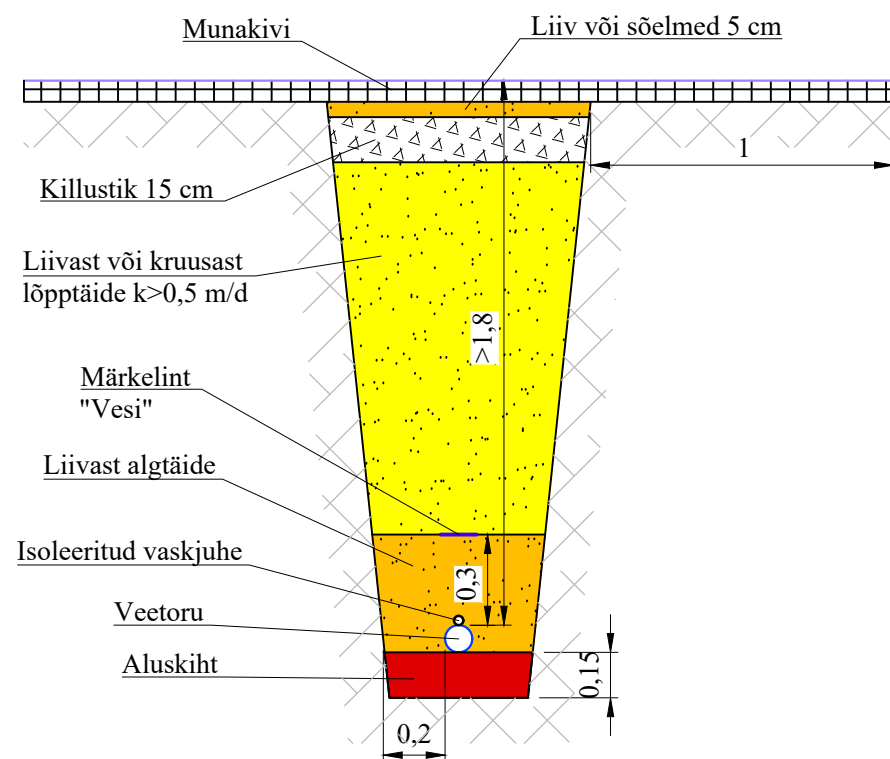 Munakivi
Liiv või sõelmed 5 cm
1
Killustik 15 cm
Liivast või kruusast
lõpptäide k>0,5 m/d
>1,8
Märkelint
"Vesi"
Liivast algtäide
Isoleeritud vaskjuhe
0,3
Veetoru
Aluskiht
0,15
0,2